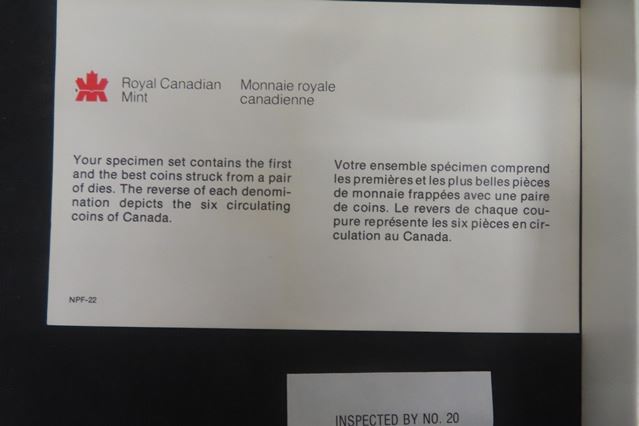 Royal Canadian
Mint
Monnaie royale
canadienne
Your specimen set contains the first
and the best coins struck from a pair
of dies. The reverse of each denomi-
nation depicts the six circulating
coins of Canada.
Votre ensemble spécimen comprend
les premières et les plus belles pièces
de monnaie frappées avec une paire
de coins. Le revers de chaque cou-
pure représente les six pièces en cir-
culation au Canada.
NPF-22
INSPECTED BY NO. 20